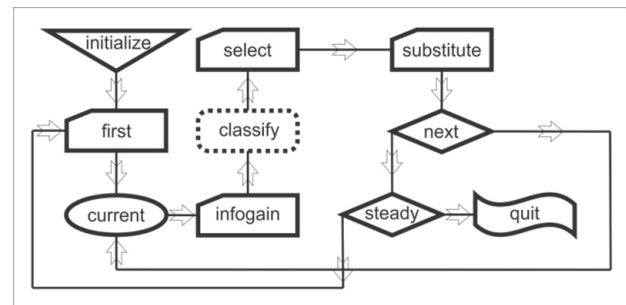 initialize
select
substitute
first
classify
next
current
infogain
steady
quit